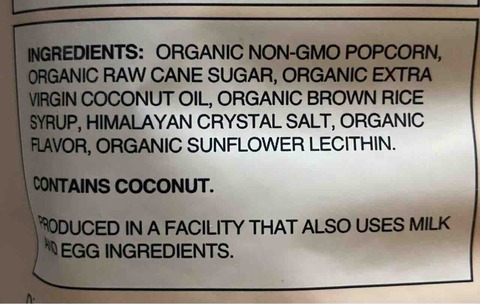 INGREDIENTS: ORGANIC NON-GMO POPCORN,
ORGANIC RAW CANE SUGAR, ORGANIC EXTRA
VIRGIN COCONUT OIL, ORGANIC BROWN RICE
SYRUP, HIMALAYAN CRYSTAL SALT, ORGANIC
FLAVOR, ORGANIC SUNFLOWER LECITHIN.
CONTAINS COCONUT.
PRODUCED IN A FACILITY THAT ALSO USES MILK
AND EGG INGREDIENTS.